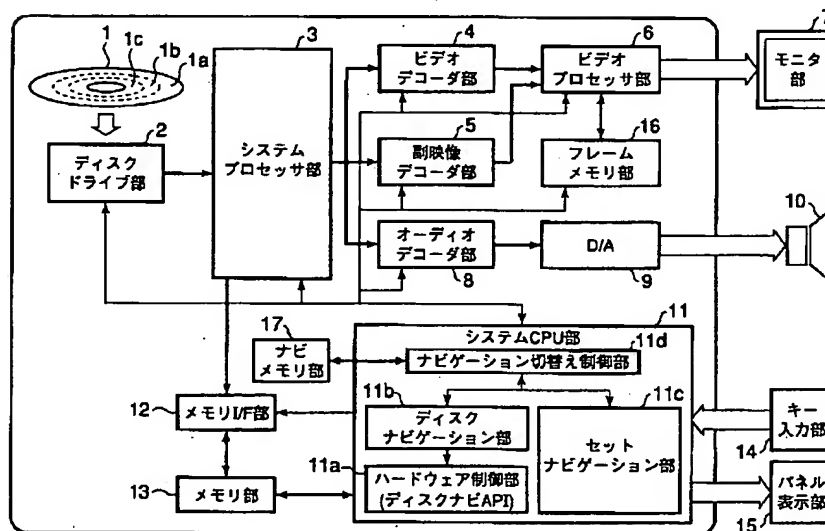 1
1c
1b
1a
2
ディスク
ドライブ部
3
システム
プロセッサ部
4
ビデオ
デコーダ部
5
副映像
デコーダ部
6
ビデオ
プロセッサ部
7
モニタ
部
16
フレーム
メモリ部
オーディオ
デコーダ部
8
D/A
9
10
11
システムCPU部
11d
ナビゲーション切替え制御部
17
ナビ
メモリ部
11b
ディスク
ナビゲーション部
11c
セット
ナビゲーション部
11a
ハードウェア制御部
(ディスクナビAPI)
12
メモリI/F部
13
メモリ部
キー
入力部
14
パネル
表示部
15